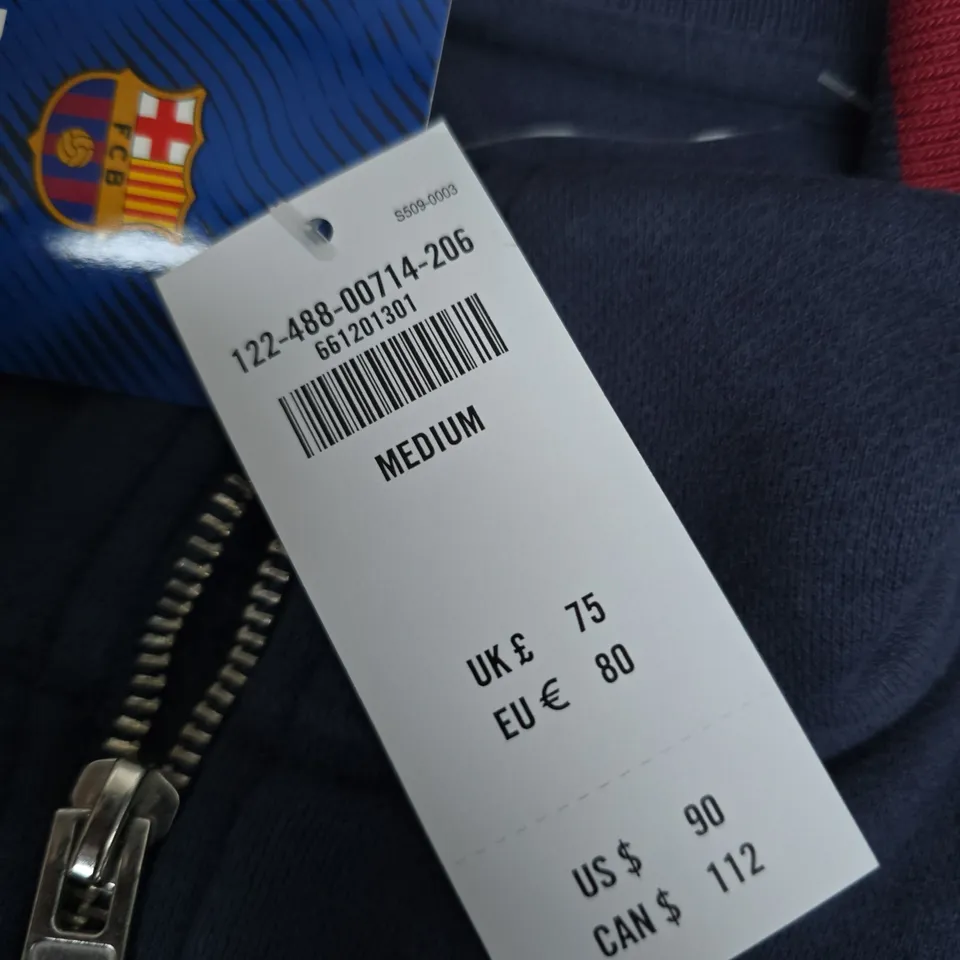 FCB
S509-0003
122-488-00714-206
661201301
MEDIUM
UK £ 75
EU € 80
US $ 90
CAN $ 112